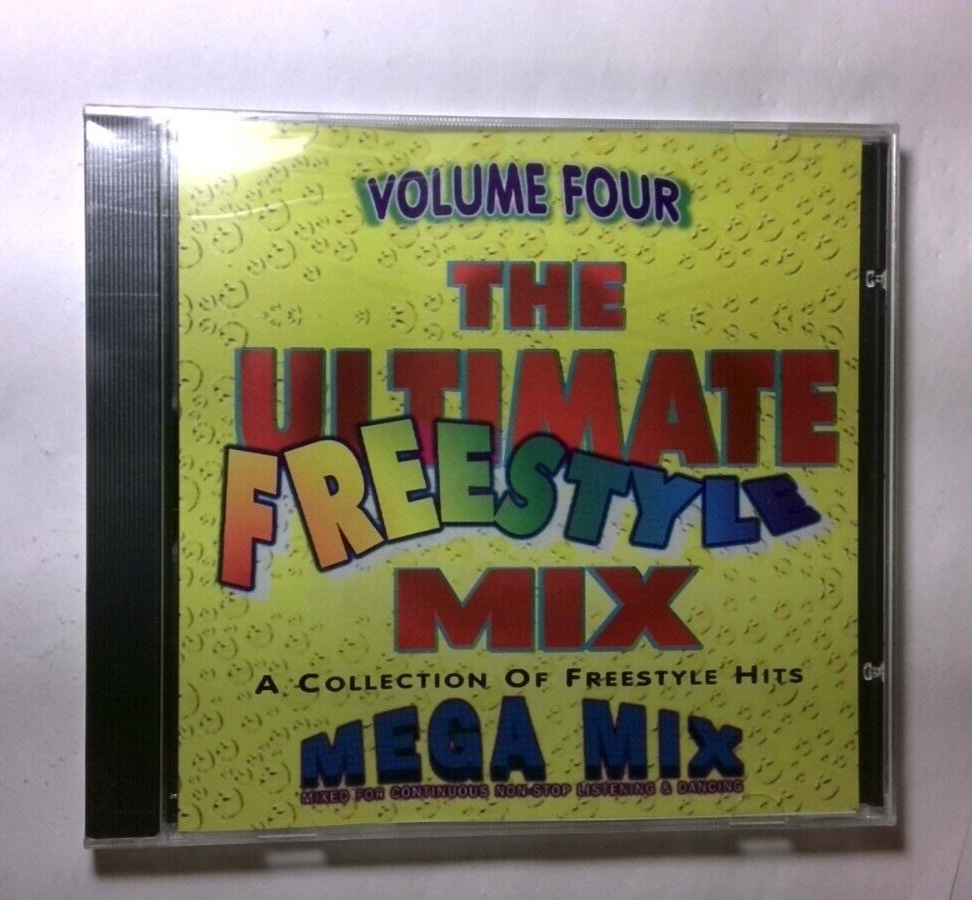 VOLUME FOUR
THE
ULTIMATE
FREESTYLE
MIX
A COLLECTION OF FREESTYLE HITS
MEGA MIX
MIXED FOR CONTINUOUS NON-STOP LISTENING & DANCING